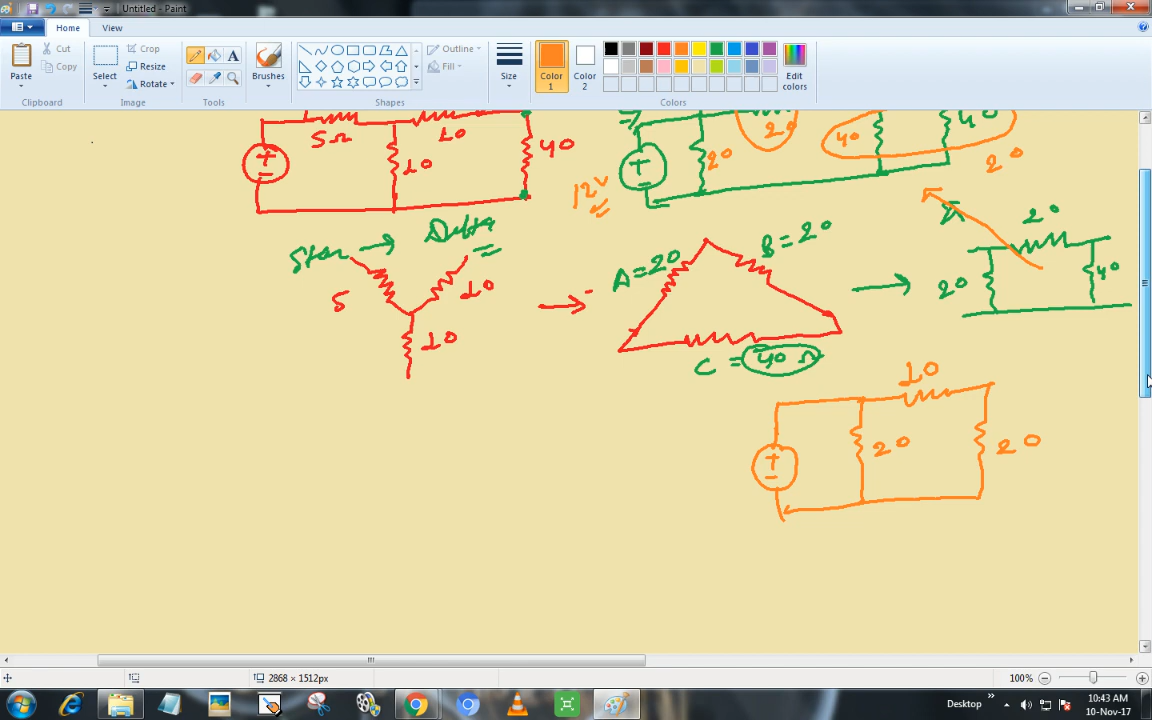 Untitled - Paint
Home View
Paste
Cut
Copy
Clipboard
Select
Crop
Resize
Rotate
Image
Tools
Brushes
Shapes
Outline
Fill
Size
Color 1
Color 2
Edit colors
Colors
5Ω
10
10
40
20
20
40
40
20
12V
Star → Delta
5
10
10
A=20
B=20
C = 40 Ω
20
20
40
10
20
20
2868 × 1512px
100%
Desktop
10:43 AM
10-Nov-17